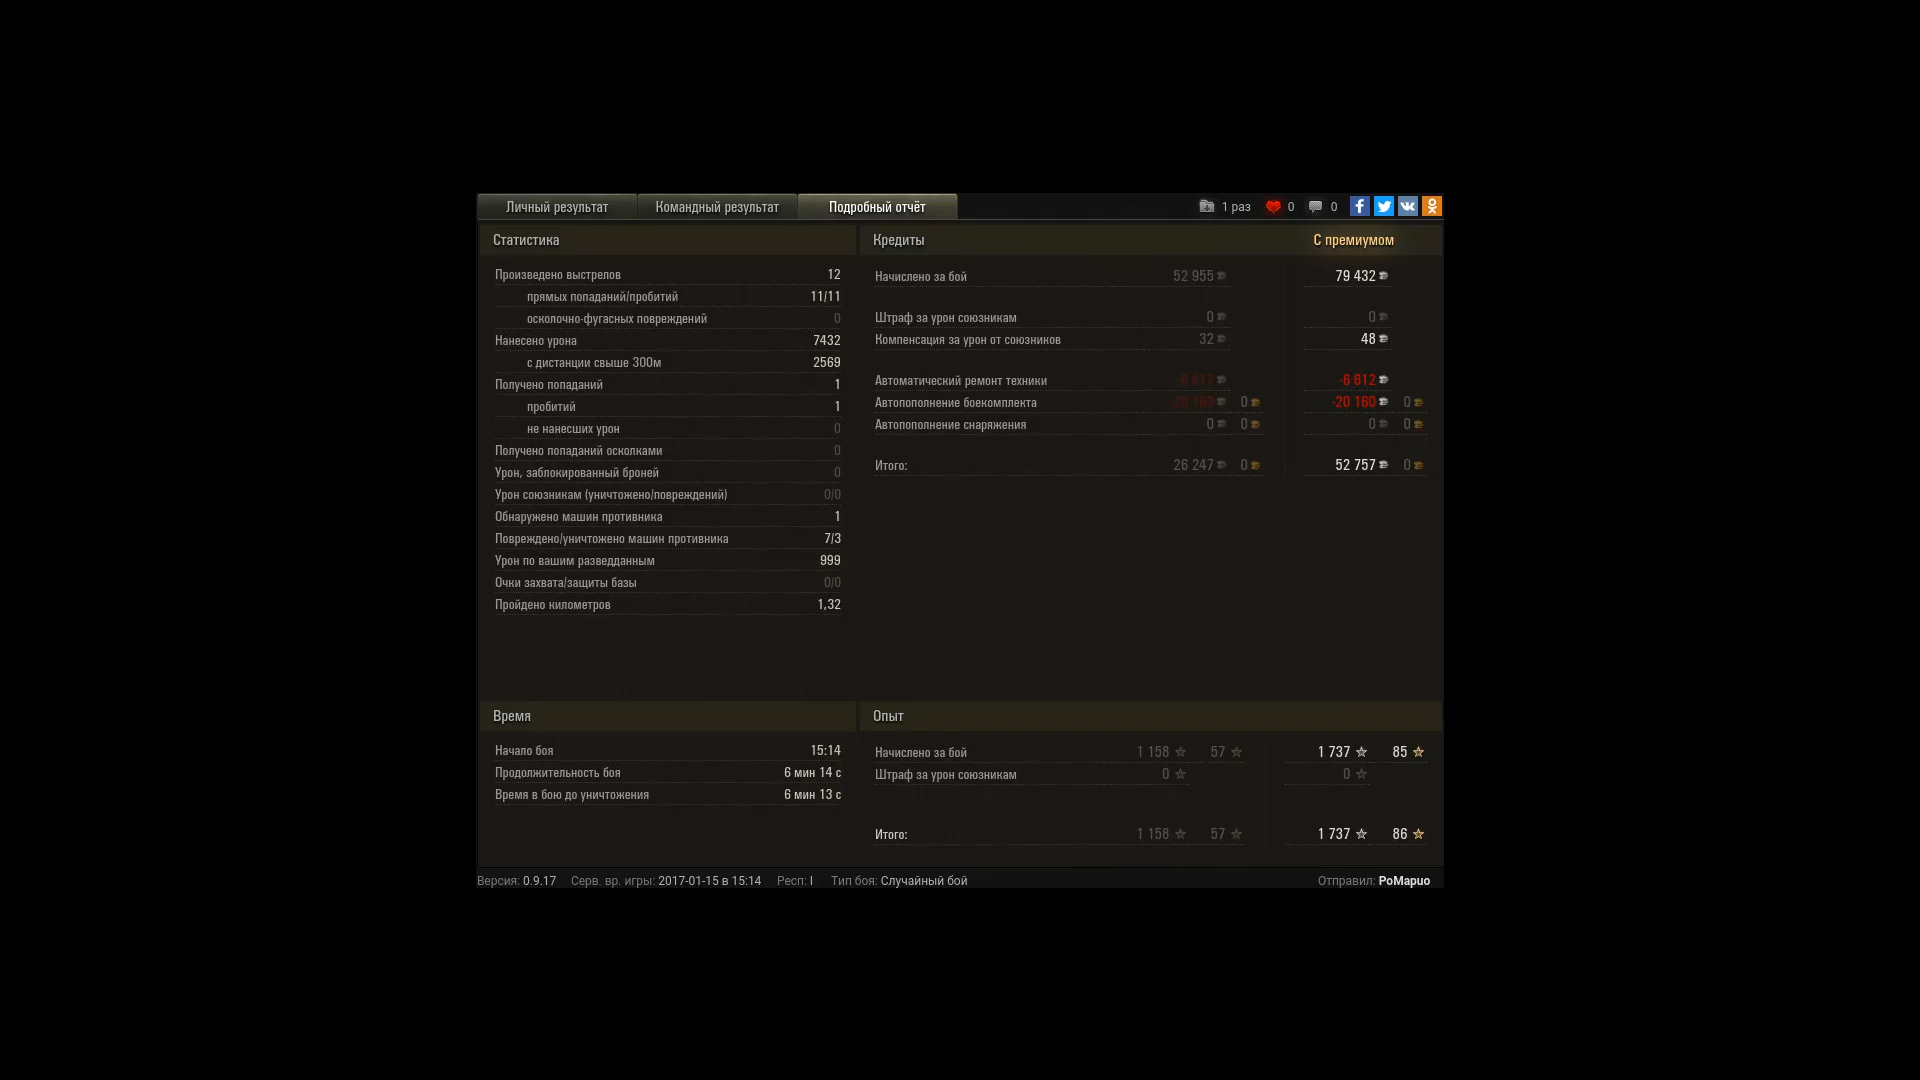 Личный результат Командный результат Подробный отчёт 1 раз 0 0
Статистика
Произведено выстрелов 12
прямых попаданий/пробитий 11/11
осколочно-фугасных повреждений 0
Нанесено урона 7432
с дистанции свыше 300м 2569
Получено попаданий 1
пробитий 1
не нанесших урон 0
Получено попаданий осколками 0
Урон, заблокированный броней 0
Урон союзникам (уничтожено/повреждений) 0/0
Обнаружено машин противника 1
Повреждено/уничтожено машин противника 7/3
Урон по вашим разведданным 999
Очки захвата/защиты базы 0/0
Пройдено километров 1,32
Кредиты С премиумом
Начислено за бой 52 955 79 432
Штраф за урон союзникам 0 0
Компенсация за урон от союзников 32 48
Автоматический ремонт техники -6 612 -6 612
Автопополнение боекомплекта -20 160 0 -20 160 0
Автопополнение снаряжения 0 0 0 0
Итого: 26 247 0 52 757 0
Время
Начало боя 15:14
Продолжительность боя 6 мин 14 с
Время в бою до уничтожения 6 мин 13 с
Опыт
Начислено за бой 1 158 57 1 737 85
Штраф за урон союзникам 0 0
Итого: 1 158 57 1 737 86
Версия: 0.9.17 Серв. вр. игры: 2017-01-15 в 15:14 Респ: I Тип боя: Случайный бой Отправил: PoMapuo